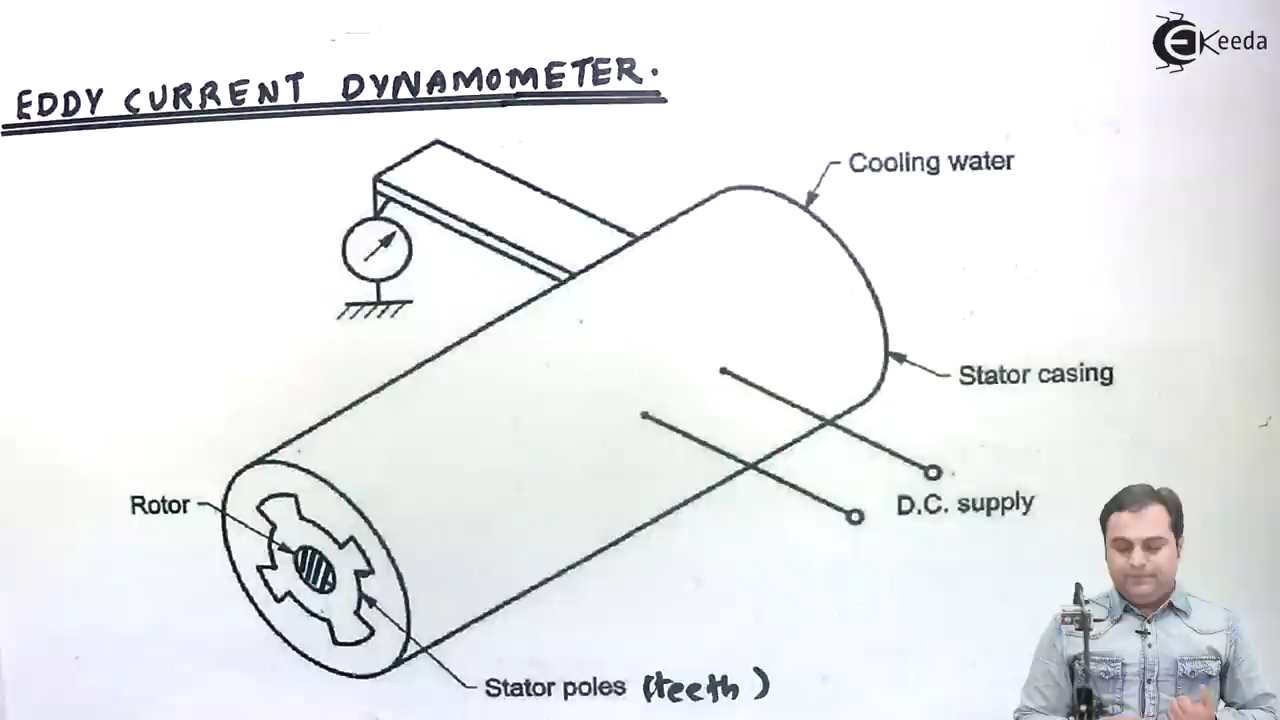 EKeeda
EDDY CURRENT DYNAMOMETER.
Cooling water
Stator casing
Rotor
D.C. supply
Stator poles (teeth)